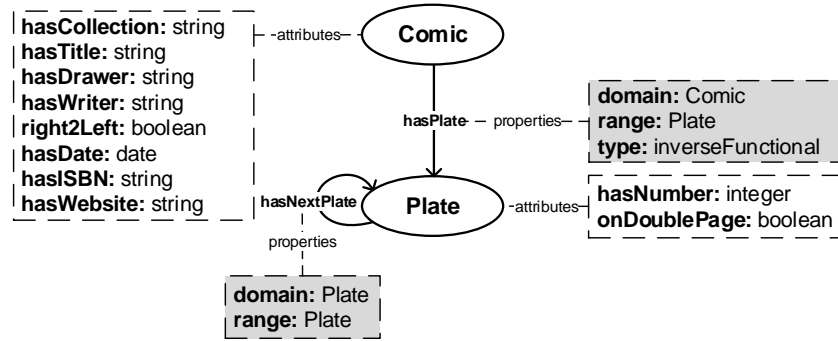 hasCollection: string
hasTitle: string
hasDrawer: string
hasWriter: string
right2Left: boolean
hasDate: date
hasISBN: string
hasWebsite: string
attributes
Comic
hasPlate
properties
domain: Comic
range: Plate
type: inverseFunctional
hasNextPlate
Plate
attributes
hasNumber: integer
onDoublePage: boolean
properties
domain: Plate
range: Plate